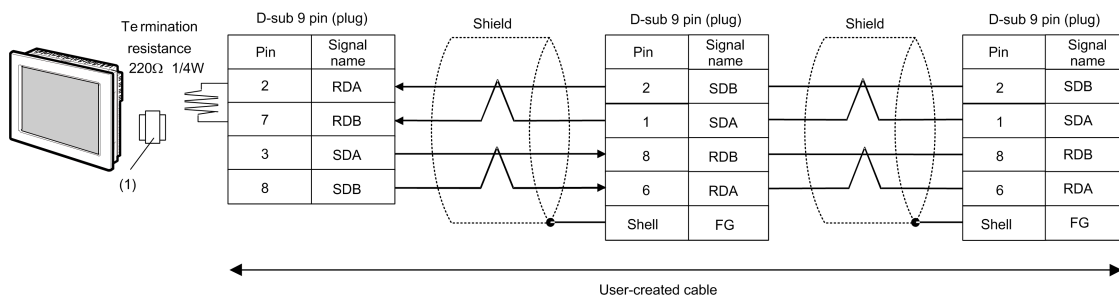 Te rmination
resistance
220Ω 1/4W
(1)
D-sub 9 pin (plug)
Pin Signal name
2 RDA
7 RDB
3 SDA
8 SDB
Shield
D-sub 9 pin (plug)
Pin Signal name
2 SDB
1 SDA
8 RDB
6 RDA
Shell FG
Shield
D-sub 9 pin (plug)
Pin Signal name
2 SDB
1 SDA
8 RDB
6 RDA
Shell FG
User-created cable